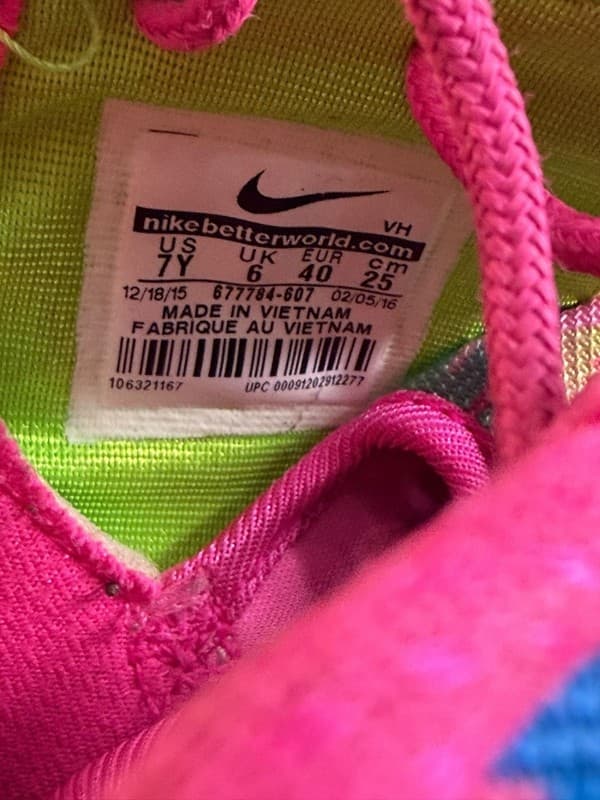 VH
nikebetterworld.com
US UK EUR cm
7Y 6 40 25
12/18/15 677784-607 02/05/16
MADE IN VIETNAM
FABRIQUE AU VIETNAM
106321167 UPC 00091202912277